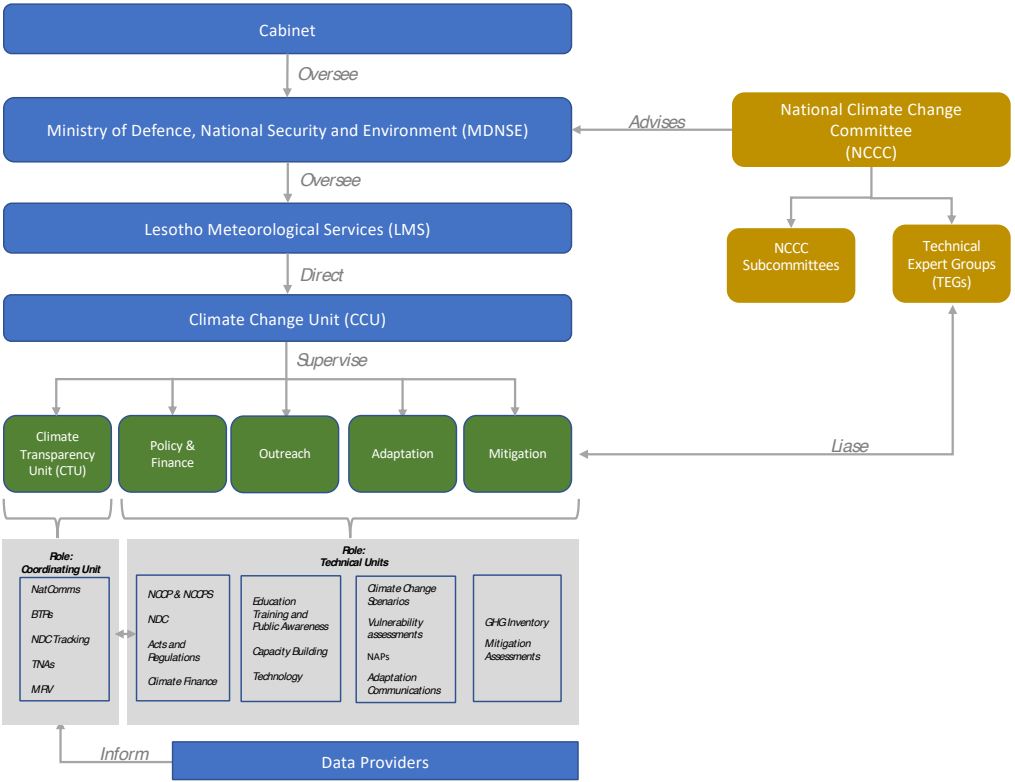 Cabinet
Oversee
Ministry of Defence, National Security and Environment (MDNSE)
Advises
National Climate Change
Committee
(NCCC)
Oversee
Lesotho Meteorological Services (LMS)
NCCC
Subcommittees
Technical
Expert Groups
(TEGs)
Direct
Climate Change Unit (CCU)
Supervise
Climate
Transparency
Unit (CTU)
Policy &
Finance
Outreach
Adaptation
Mitigation
Liase
Role:
Coordinating Unit
NatComms
BTRs
NDC Tracking
TNAs
MRV
Role:
Technical Units
NCCP & NCCPS
NDC
Acts and
Regulations
Climate Finance
Education
Training and
Public Awareness
Capacity Building
Technology
Climate Change
Scenarios
Vulnerability
assessments
NAPs
Adaptation
Communications
GHG Inventory
Mitigation
Assessments
Inform
Data Providers